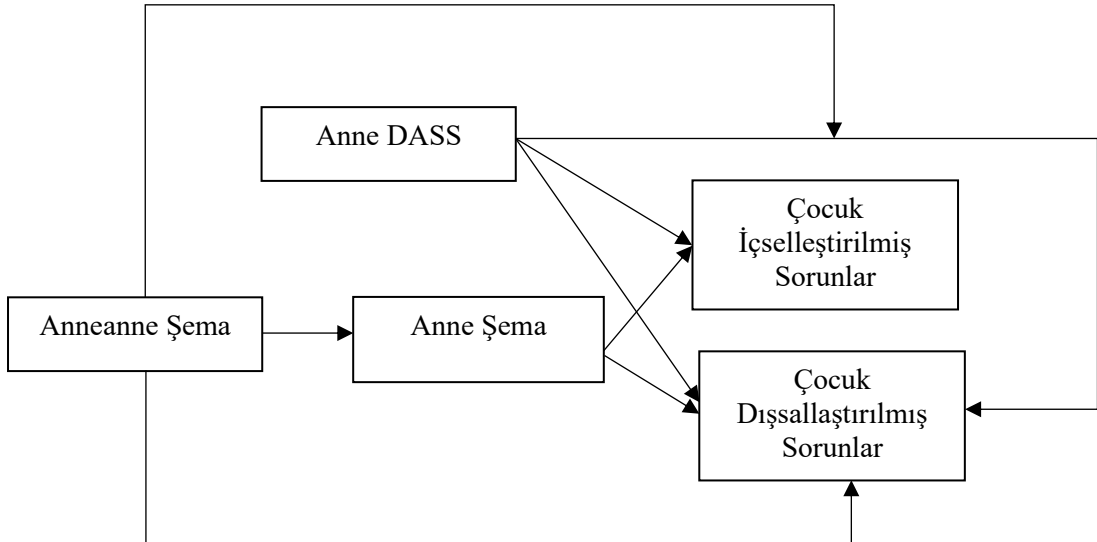 Anne DASS
Çocuk
İçselleştirilmiş
Sorunlar
Anneanne Şema
Anne Şema
Çocuk
Dışsallaştırılmış
Sorunlar